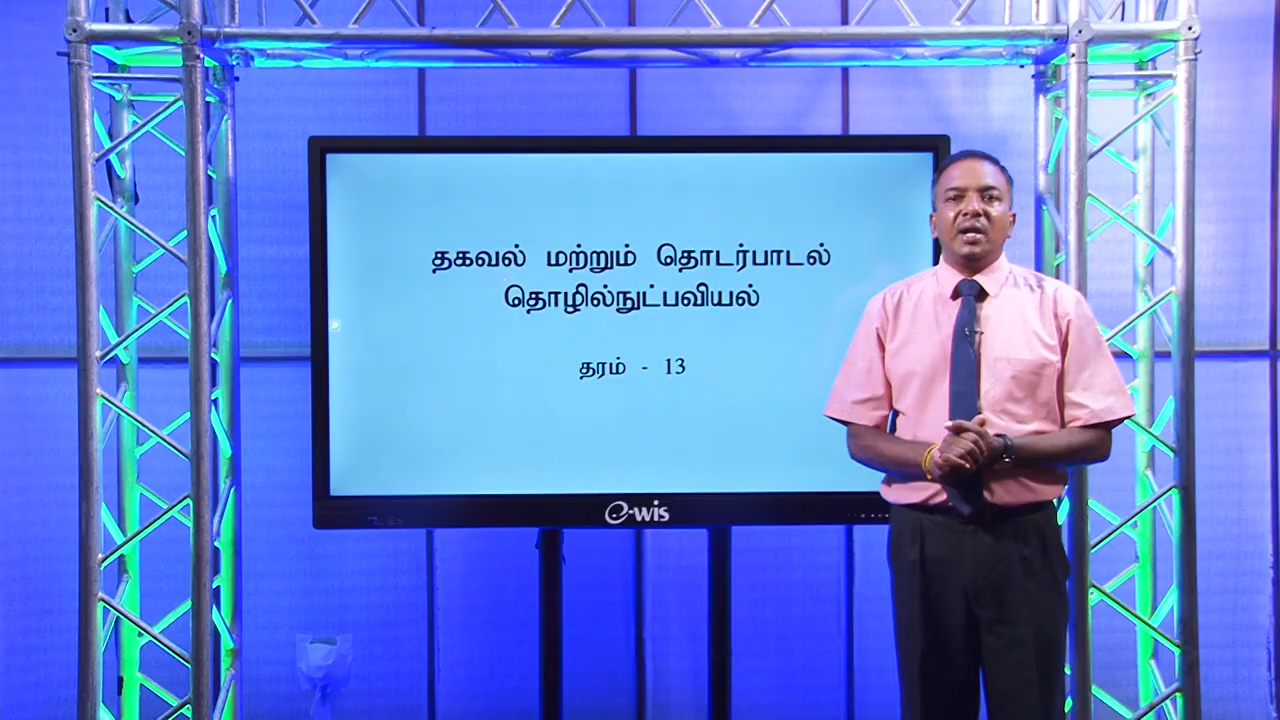 தகவல் மற்றும் தொடர்பாடல்
தொழில்நுட்பவியல்
தரம் - 13
e-wis